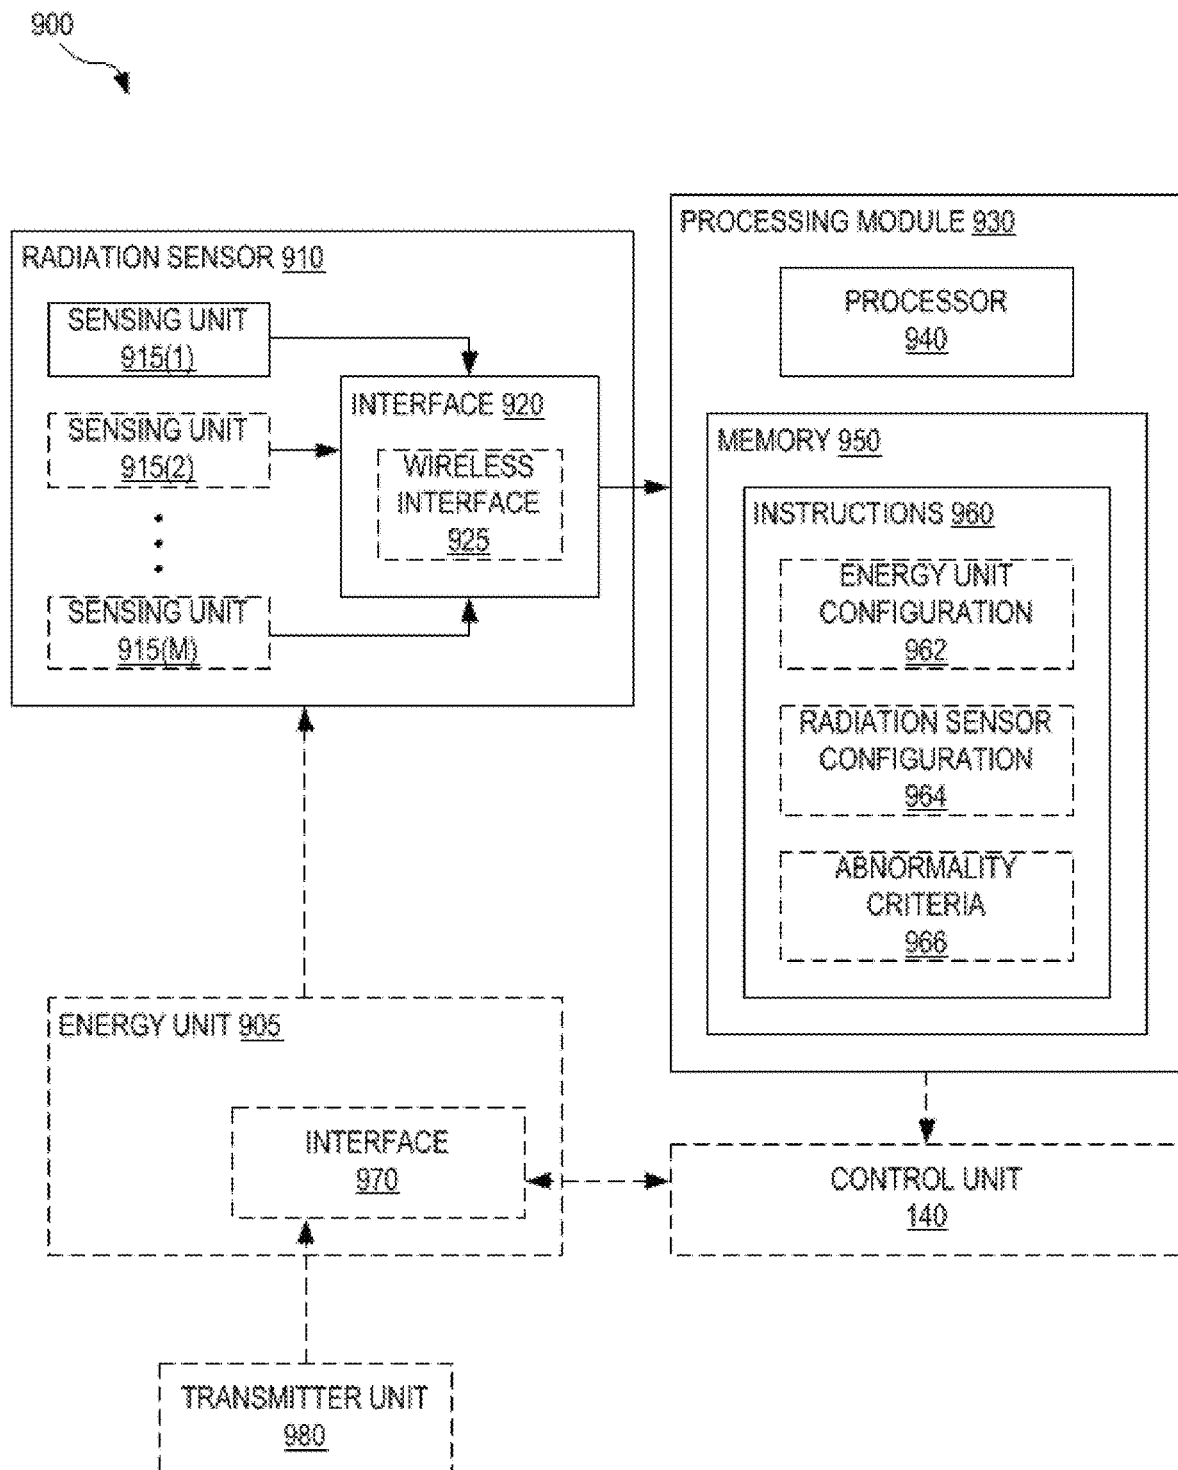 900
RADIATION SENSOR 910
SENSING UNIT
915(1)
SENSING UNIT
915(2)
SENSING UNIT
915(M)
INTERFACE 920
WIRELESS
INTERFACE
925
PROCESSING MODULE 930
PROCESSOR
940
MEMORY 950
INSTRUCTIONS 960
ENERGY UNIT
CONFIGURATION
962
RADIATION SENSOR
CONFIGURATION
964
ABNORMALITY
CRITERIA
966
ENERGY UNIT 905
INTERFACE
970
CONTROL UNIT
140
TRANSMITTER UNIT
980